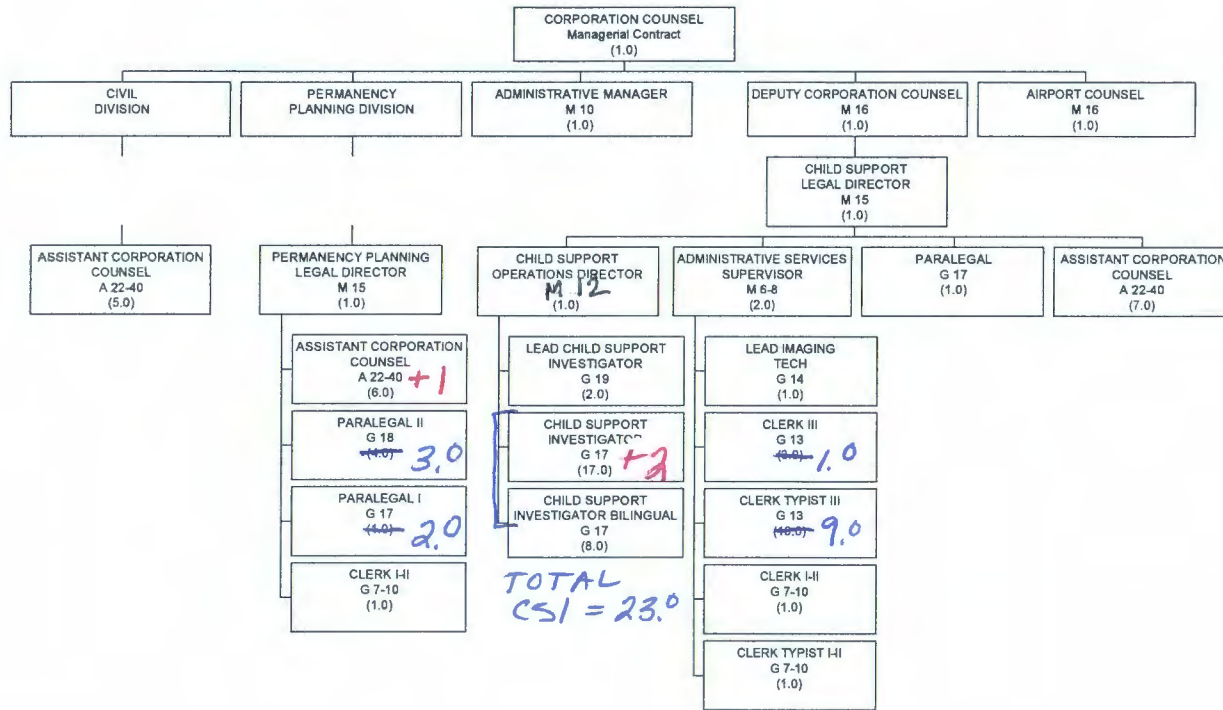 CORPORATION COUNSEL
Managerial Contract
(1.0)
CIVIL
DIVISION
PERMANENCY
PLANNING DIVISION
ADMINISTRATIVE MANAGER
M 10
(1.0)
DEPUTY CORPORATION COUNSEL
M 16
(1.0)
AIRPORT COUNSEL
M 16
(1.0)
CHILD SUPPORT
LEGAL DIRECTOR
M 15
(1.0)
ASSISTANT CORPORATION
COUNSEL
A 22-40
(5.0)
PERMANENCY PLANNING
LEGAL DIRECTOR
M 15
(1.0)
CHILD SUPPORT
OPERATIONS DIRECTOR
M 12
(1.0)
ADMINISTRATIVE SERVICES
SUPERVISOR
M 6-8
(2.0)
PARALEGAL
G 17
(1.0)
ASSISTANT CORPORATION
COUNSEL
A 22-40
(7.0)
ASSISTANT CORPORATION
COUNSEL
A 22-40 +1
(6.0)
PARALEGAL II
G 18
3.0
PARALEGAL I
G 17
2.0
CLERK I-II
G 7-10
(1.0)
LEAD CHILD SUPPORT
INVESTIGATOR
G 19
(2.0)
CHILD SUPPORT
INVESTIGATOR
G 17
(17.0)
CHILD SUPPORT
INVESTIGATOR BILINGUAL
G 17
(8.0)
TOTAL
CSI = 23.0
LEAD IMAGING
TECH
G 14
(1.0)
CLERK III
G 13
1.0
CLERK TYPIST III
G 13
9.0
CLERK I-II
G 7-10
(1.0)
CLERK TYPIST I-II
G 7-10
(1.0)